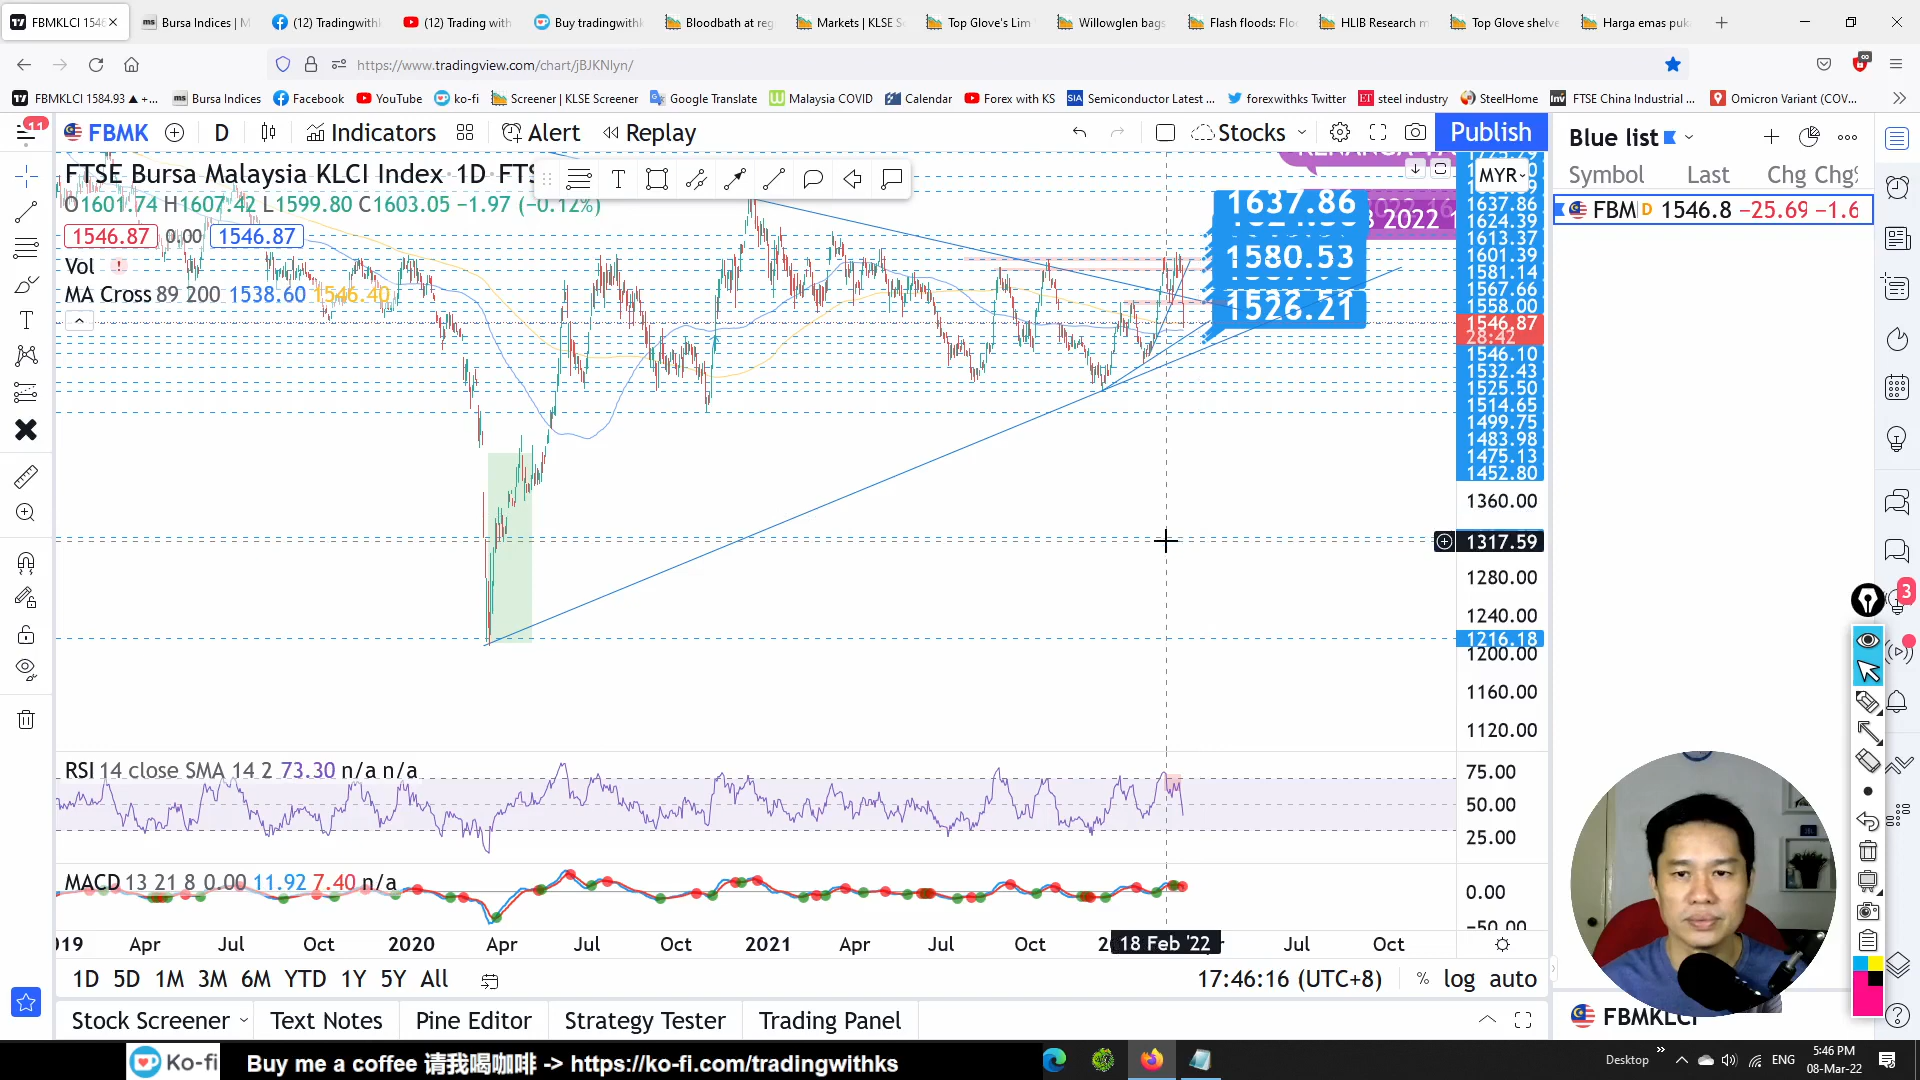 FBMKLCI 1546
Bursa Indices | M
(12) Tradingwith
(12) Trading with
Buy tradingwith
Bloodbath at reg
Markets | KLSE S
Top Glove's Lim
Willowglen bags
Flash floods: Flo
HLIB Research m
Top Glove shelve
Harga emas puk
https://www.tradingview.com/chart/jBJKNlyn/
FBMKLCI 1584.93 ▲ +...
Bursa Indices
Facebook
YouTube
ko-fi
Screener | KLSE Screener
Google Translate
Malaysia COVID
Calendar
Forex with KS
Semiconductor Latest ...
forexwithks Twitter
steel industry
SteelHome
FTSE China Industrial ...
Omicron Variant (COV...
11
FBMK
D
Indicators
Alert
Replay
Stocks
Publish
Blue list
FTSE Bursa Malaysia KLCI Index · 1D · FTS
MYR
Symbol Last Chg Chg%
O1601.74 H1607.42 L1599.80 C1603.05 −1.97 (−0.12%)
FBM D 1546.8 −25.69 −1.6
1546.87 0.00 1546.87
Vol
MA Cross 89 200 1538.60 1546.40
1637.86
1580.53
1526.21
2022
1637.86
1624.39
1613.37
1601.39
1581.14
1567.66
1558.00
1546.87
28:42
1546.10
1532.43
1525.50
1514.65
1499.75
1483.98
1475.13
1452.80
1360.00
1317.59
1280.00
1240.00
1216.18
1200.00
1160.00
1120.00
3
RSI 14 close SMA 14 2 73.30 n/a n/a
75.00
50.00
25.00
MACD 13 21 8 0.00 11.92 7.40 n/a
0.00
−50.00
2019 Apr Jul Oct 2020 Apr Jul Oct 2021 Apr Jul Oct 18 Feb '22 Jul Oct
1D 5D 1M 3M 6M YTD 1Y 5Y All
17:46:16 (UTC+8) % log auto
Stock Screener
Text Notes
Pine Editor
Strategy Tester
Trading Panel
FBMKLCI
Ko-fi
Buy me a coffee 请我喝咖啡 -> https://ko-fi.com/tradingwithks
Desktop
ENG
5:46 PM
08-Mar-22